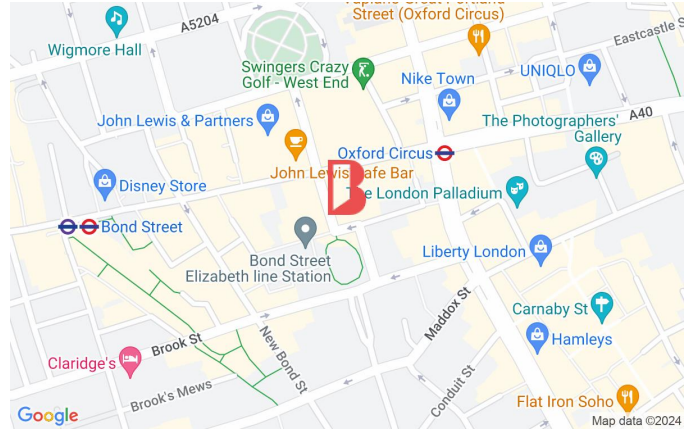 Vapiano Great Portland
Street (Oxford Circus)
A5204
Wigmore Hall
Eastcastle S
Swingers Crazy
Golf - West End
Nike Town
UNIQLO
John Lewis & Partners
A40
The Photographers'
Gallery
Oxford Circus
John Lewis Cafe Bar
Disney Store
The London Palladium
Bond Street
Bond Street
Elizabeth line Station
Liberty London
Maddox St
Carnaby St
Brook St
New Bond St
Hamleys
Claridge's
Conduit St
Brook's Mews
Flat Iron Soho
Google
Map data ©2024